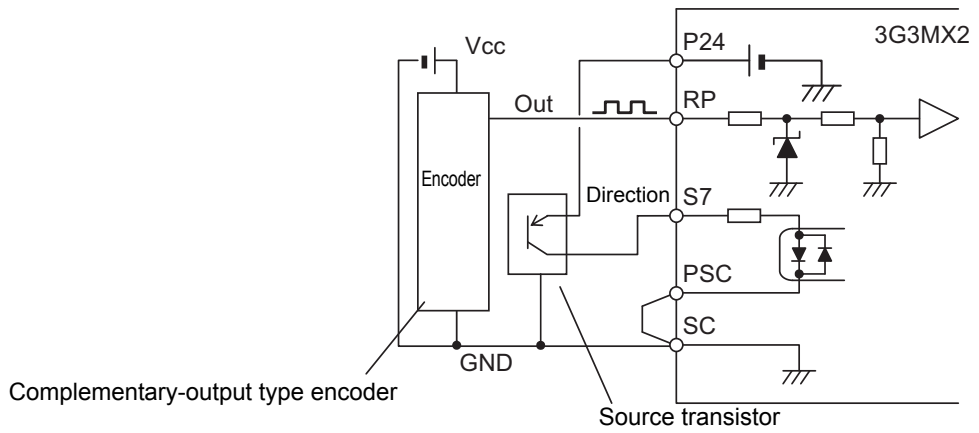 3G3MX2
Vcc
P24
Out
RP
Encoder
Direction
S7
PSC
SC
GND
Complementary-output type encoder
Source transistor